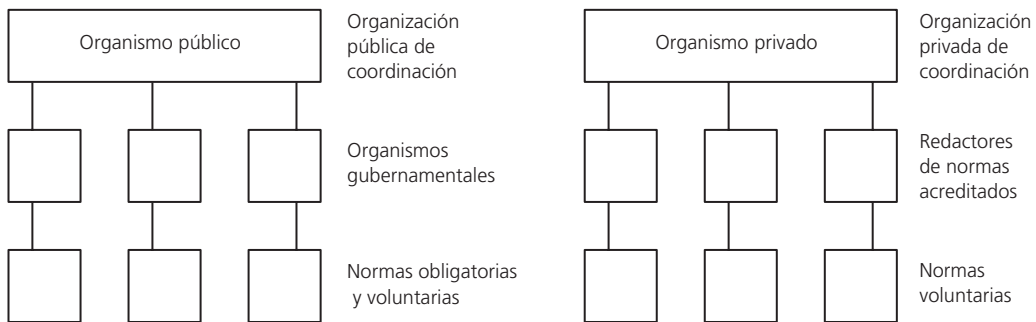 Organismo público
Organización
pública de
coordinación
Organismos
gubernamentales
Normas obligatorias
y voluntarias
Organismo privado
Organización
privada de
coordinación
Redactores
de normas
acreditados
Normas
voluntarias